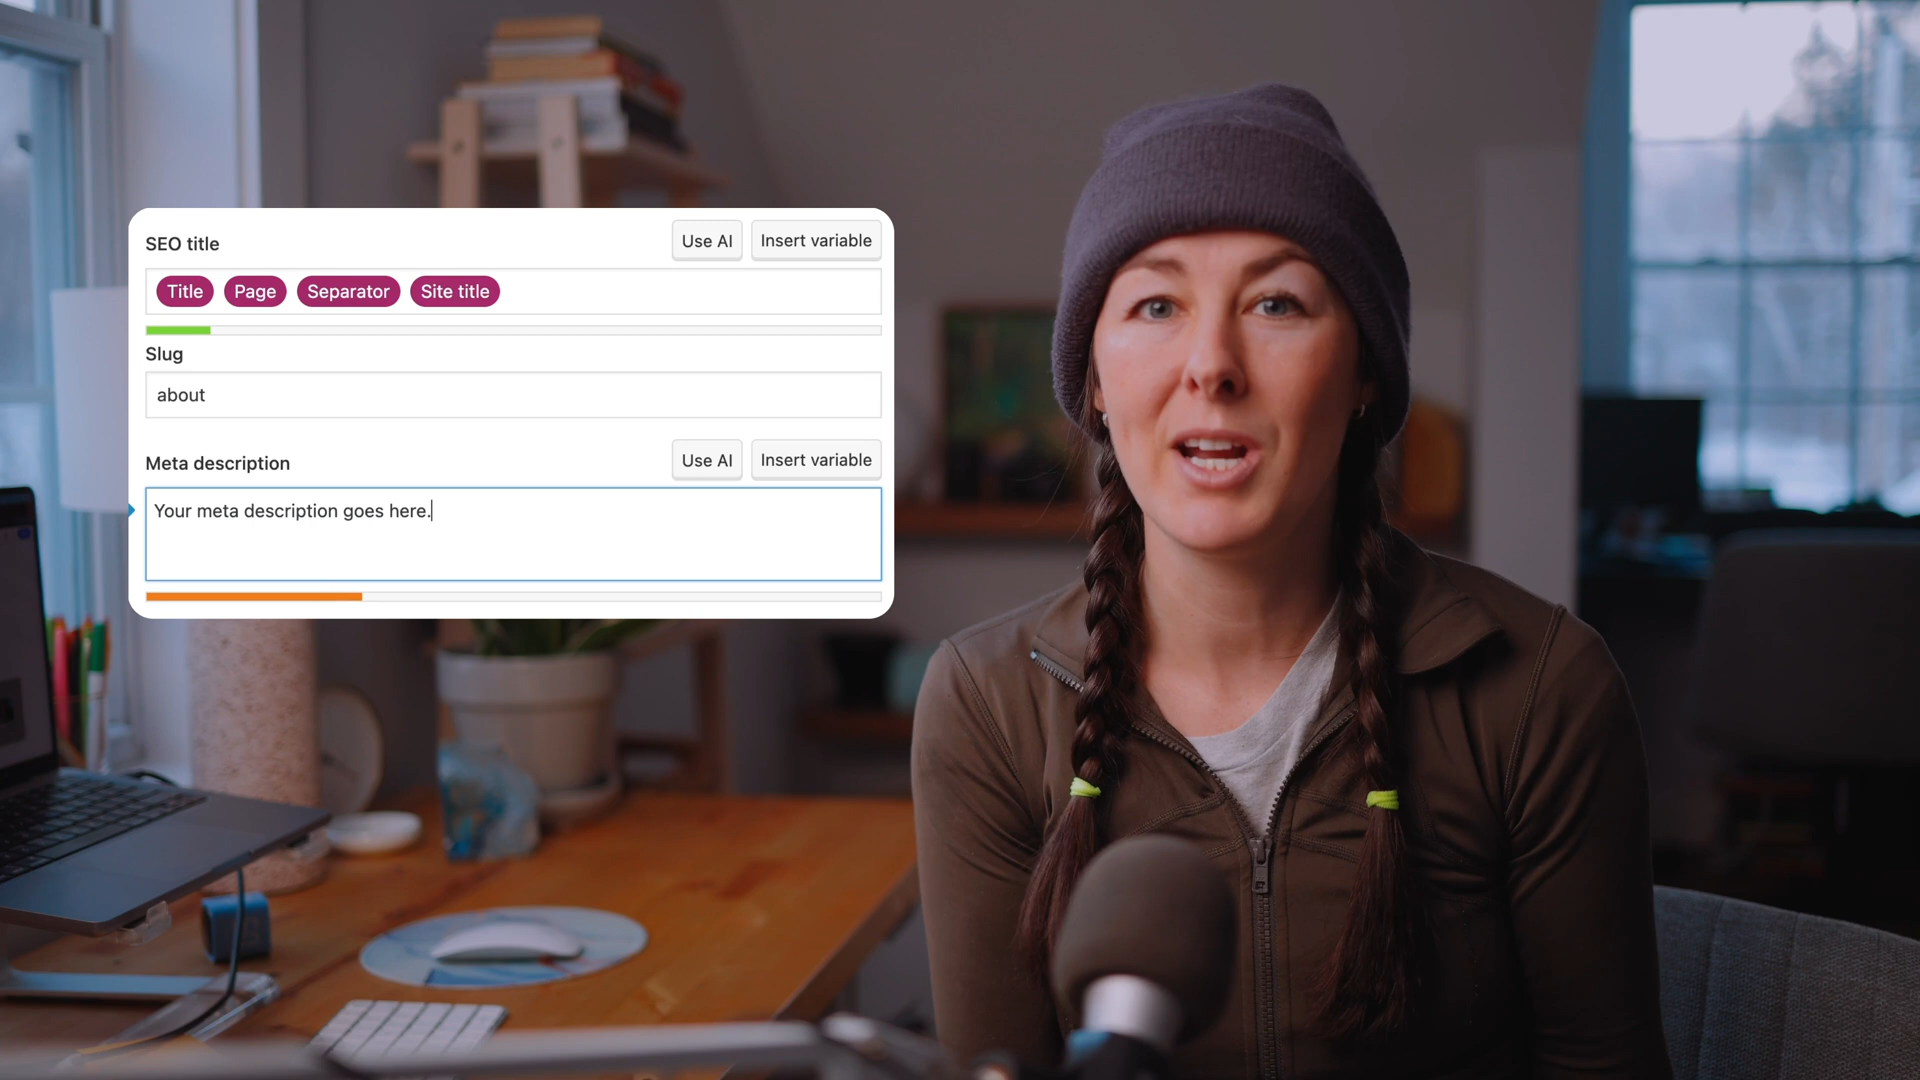 SEO title Use AI Insert variable
Title Page Separator Site title
Slug
about
Meta description Use AI Insert variable
Your meta description goes here.